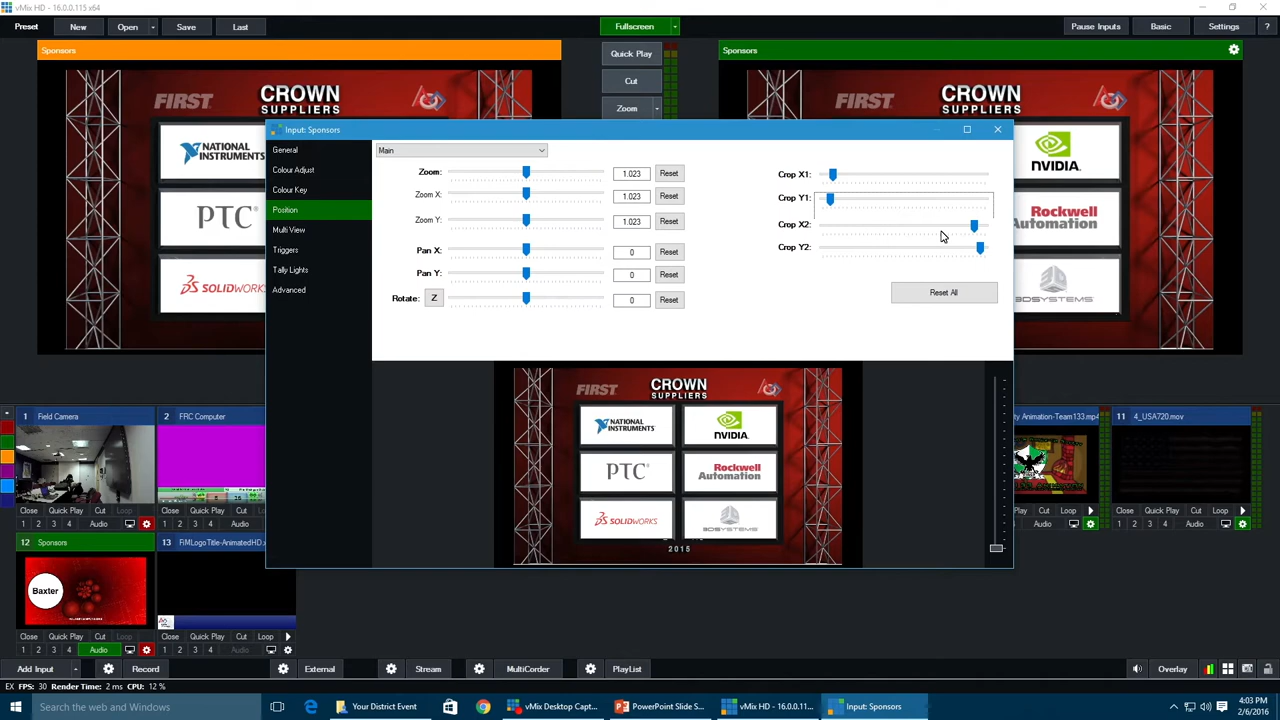 vMix HD - 16.0.0.115 x64
Preset
New
Open
Save
Last
Fullscreen
Pause Inputs
Basic
Settings
?
Sponsors
Quick Play
Cut
Zoom
Sponsors
FIRST
CROWN
SUPPLIERS
NATIONAL
INSTRUMENTS
PTC
SOLIDWORKS
FIRST
CROWN
SUPPLIERS
NVIDIA
Rockwell
Automation
3DSYSTEMS
Input: Sponsors
General
Colour Adjust
Colour Key
Position
Multi View
Triggers
Tally Lights
Advanced
Main
Zoom: 1.023 Reset
Zoom X: 1.023 Reset
Zoom Y: 1.023 Reset
Pan X: 0 Reset
Pan Y: 0 Reset
Rotate: Z 0 Reset
Crop X1:
Crop Y1:
Crop X2:
Crop Y2:
Reset All
FIRST
CROWN
SUPPLIERS
NATIONAL
INSTRUMENTS
NVIDIA
PTC
Rockwell
Automation
SOLIDWORKS
3DSYSTEMS
2015
1 Field Camera
2 FRC Computer
Close Quick Play Cut Loop
1 2 3 4 Audio
Close Quick Play Cut
1 2 3 4 Audio
ty Animation-Team133.mp4
11 4_USA720.mov
Cut Loop
Audio
Close Quick Play Cut Loop
1 2 3 4 Audio
12 Sponsors
13 FiMLogoTitle-AnimatedHD.x
Baxter
Close Quick Play Cut Loop
1 2 3 4 Audio
Close Quick Play Cut Loop
1 2 3 4 Audio
Add Input
Record
External
Stream
MultiCorder
PlayList
Overlay
EX FPS: 30 Render Time: 2 ms CPU: 12 %
Search the web and Windows
Your District Event
vMix Desktop Capt...
PowerPoint Slide S...
vMix HD - 16.0.0.11...
Input: Sponsors
4:03 PM
2/6/2016